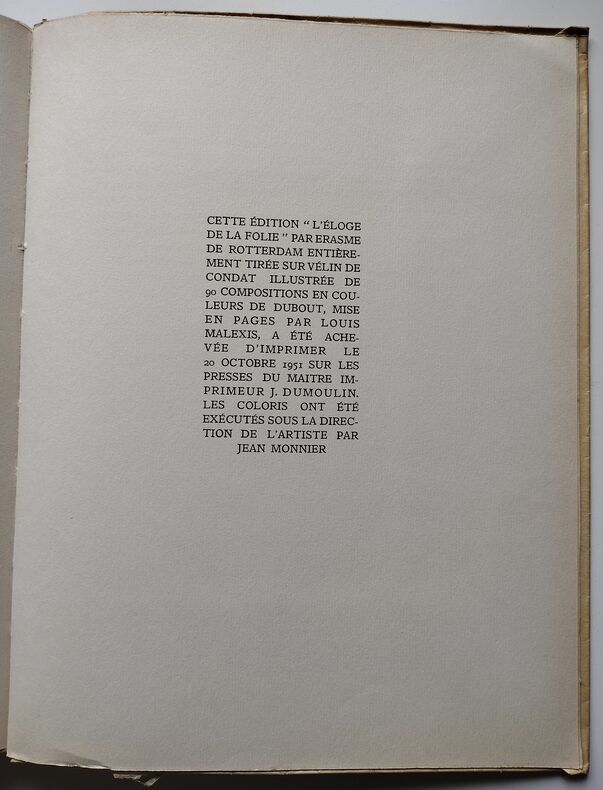 CETTE ÉDITION “ L'ÉLOGE
DE LA FOLIE ” PAR ERASME
DE ROTTERDAM ENTIÈRE-
MENT TIRÉE SUR VÉLIN DE
CONDAT ILLUSTRÉE DE
90 COMPOSITIONS EN COU-
LEURS DE DUBOUT, MISE
EN PAGES PAR LOUIS
MALEXIS, A ÉTÉ ACHE-
VÉE D'IMPRIMER LE
20 OCTOBRE 1951 SUR LES
PRESSES DU MAITRE IM-
PRIMEUR J. DUMOULIN.
LES COLORIS ONT ÉTÉ
EXÉCUTÉS SOUS LA DIREC-
TION DE L'ARTISTE PAR
JEAN MONNIER